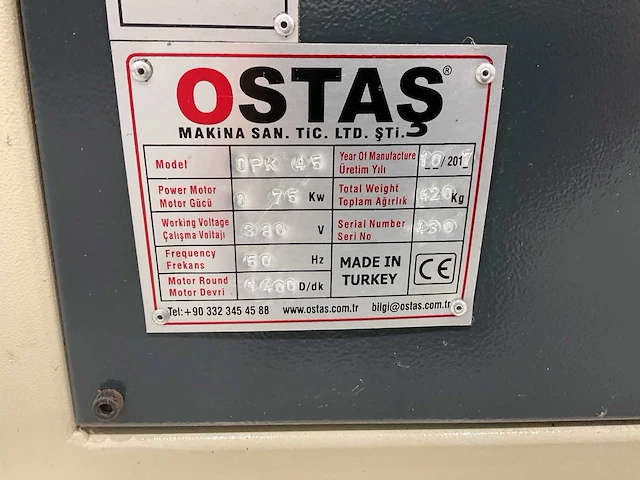 OSTAŞ®
MAKiNA SAN. TiC. LTD. ŞTi.
Model OPK 45
Year Of Manufacture
Üretim Yılı 10/2017
Power Motor
Motor Gücü 0 75 Kw
Total Weight
Toplam Ağırlık 420 Kg
Working Voltage
Çalışma Voltajı 380 V
Serial Number
Seri No 430
Frequency
Frekans 50 Hz
MADE IN
TURKEY CE
Motor Round
Motor Devri 1400 D/dk
Tel:+90 332 345 45 88 www.ostas.com.tr bilgi@ostas.com.tr